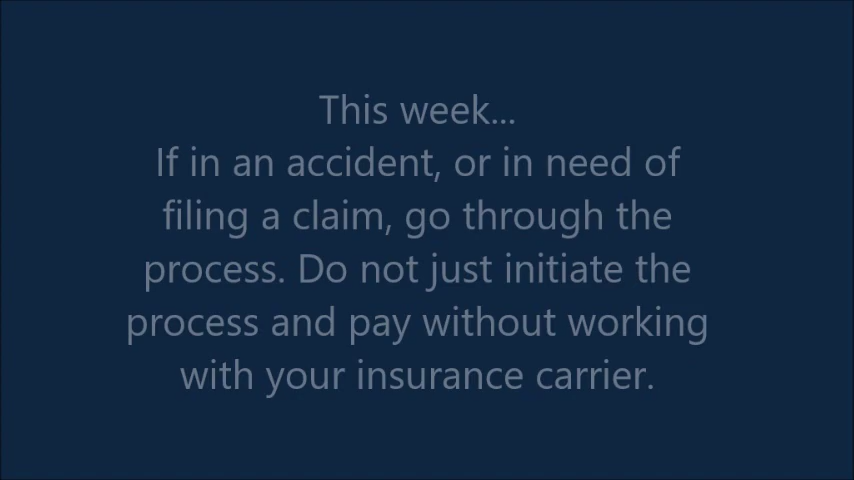 This week...
If in an accident, or in need of
filing a claim, go through the
process. Do not just initiate the
process and pay without working
with your insurance carrier.